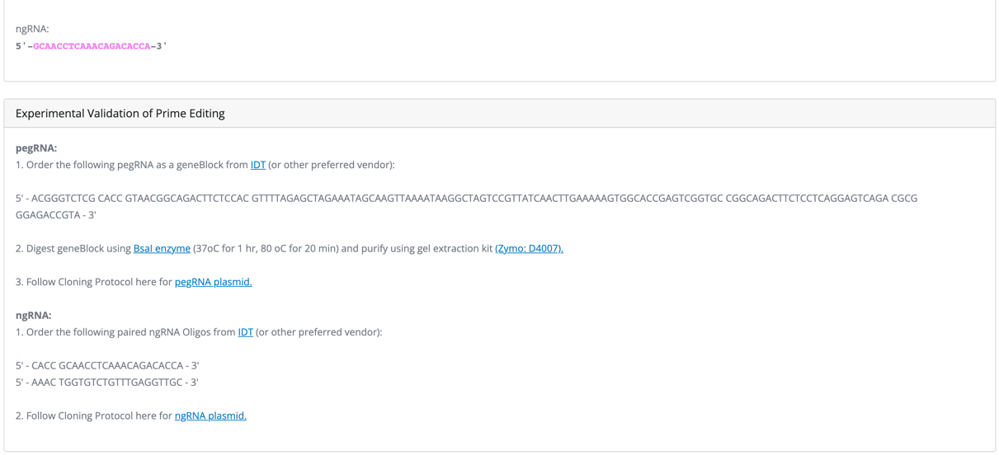 ngRNA:
5'-GCAACCTCAAACAGACACCA-3'
Experimental Validation of Prime Editing
pegRNA:
1. Order the following pegRNA as a geneBlock from IDT (or other preferred vendor):
5' - ACGGGTCTCG CACC GTAACGGCAGACTTCTCCAC GTTTTAGAGCTAGAAATAGCAAGTTAAAATAAGGCTAGTCCGTTATCAACTTGAAAAAGTGGCACCGAGTCGGTGC CGGCAGACTTCTCCTCAGGAGTCAGA CGCG
GGAGACCGTA - 3'
2. Digest geneBlock using BsaI enzyme (37oC for 1 hr, 80 oC for 20 min) and purify using gel extraction kit (Zymo: D4007).
3. Follow Cloning Protocol here for pegRNA plasmid.
ngRNA:
1. Order the following paired ngRNA Oligos from IDT (or other preferred vendor):
5' - CACC GCAACCTCAAACAGACACCA - 3'
5' - AAAC TGGTGTCTGTTTGAGGTTGC - 3'
2. Follow Cloning Protocol here for ngRNA plasmid.